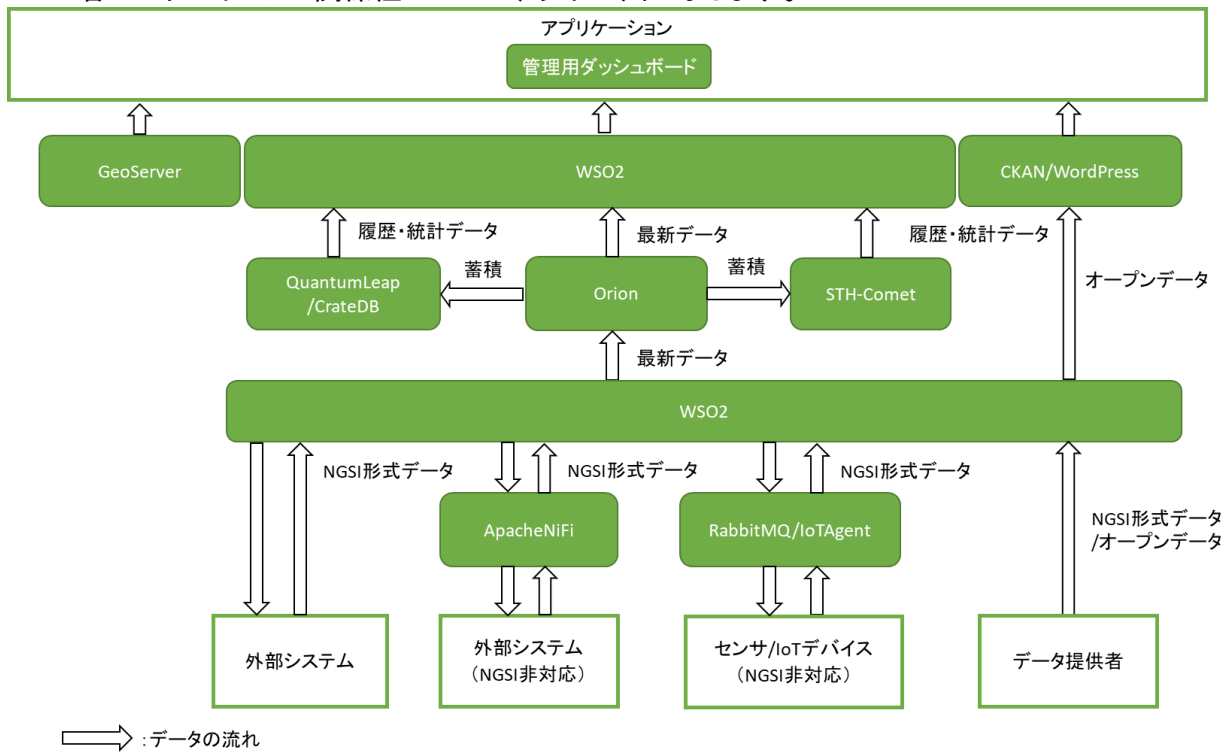 アプリケーション
管理用ダッシュボード
GeoServer
WSO2
CKAN/WordPress
履歴・統計データ
最新データ
履歴・統計データ
QuantumLeap
/CrateDB
蓄積
Orion
蓄積
STH-Comet
オープンデータ
最新データ
WSO2
NGSI形式データ
NGSI形式データ
NGSI形式データ
ApacheNiFi
RabbitMQ/IoTAgent
NGSI形式データ
/オープンデータ
外部システム
外部システム
（NGSI非対応）
センサ/IoTデバイス
（NGSI非対応）
データ提供者
：データの流れ